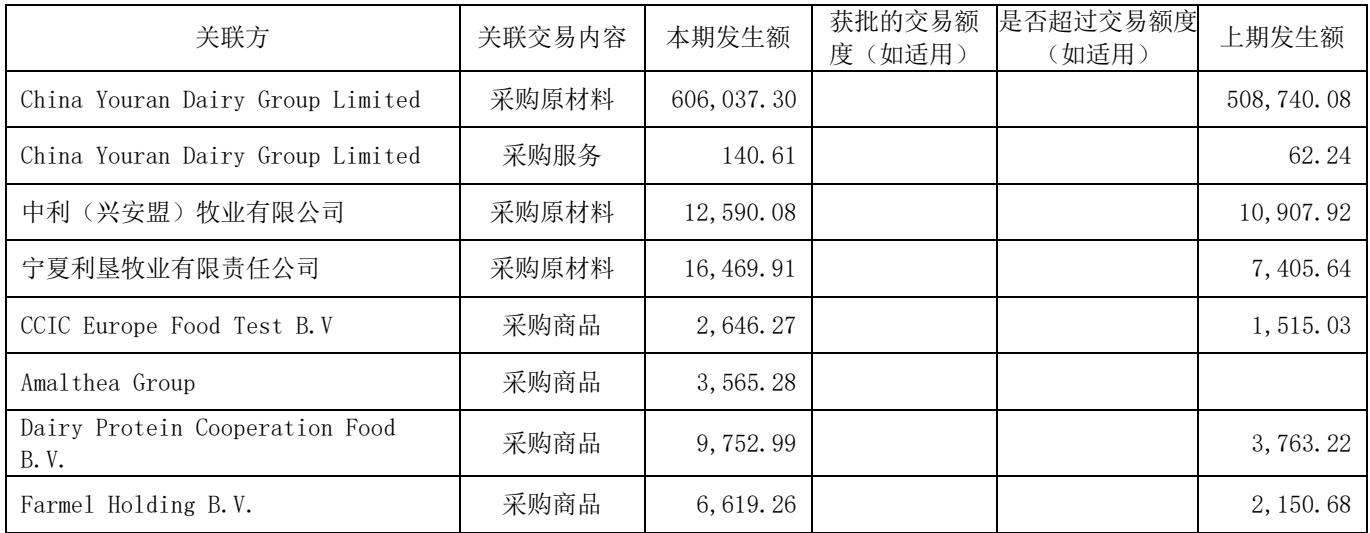 关联方 关联交易内容 本期发生额 获批的交易额度（如适用） 是否超过交易额度（如适用） 上期发生额
China Youran Dairy Group Limited 采购原材料 606,037.30 508,740.08
China Youran Dairy Group Limited 采购服务 140.61 62.24
中利（兴安盟）牧业有限公司 采购原材料 12,590.08 10,907.92
宁夏利垦牧业有限责任公司 采购原材料 16,469.91 7,405.64
CCIC Europe Food Test B.V 采购商品 2,646.27 1,515.03
Amalthea Group 采购商品 3,565.28
Dairy Protein Cooperation Food B.V. 采购商品 9,752.99 3,763.22
Farmel Holding B.V. 采购商品 6,619.26 2,150.68